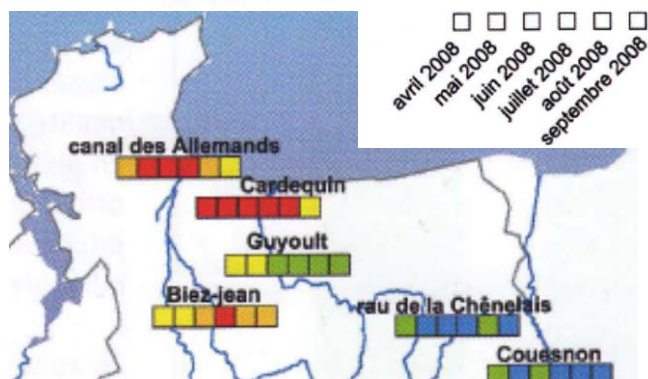 avril 2008
mai 2008
juin 2008
juillet 2008
août 2008
septembre 2008
canal des Allemands
Cardequin
Guyoult
Biez-jean
rau de la Chênelais
Couesnon